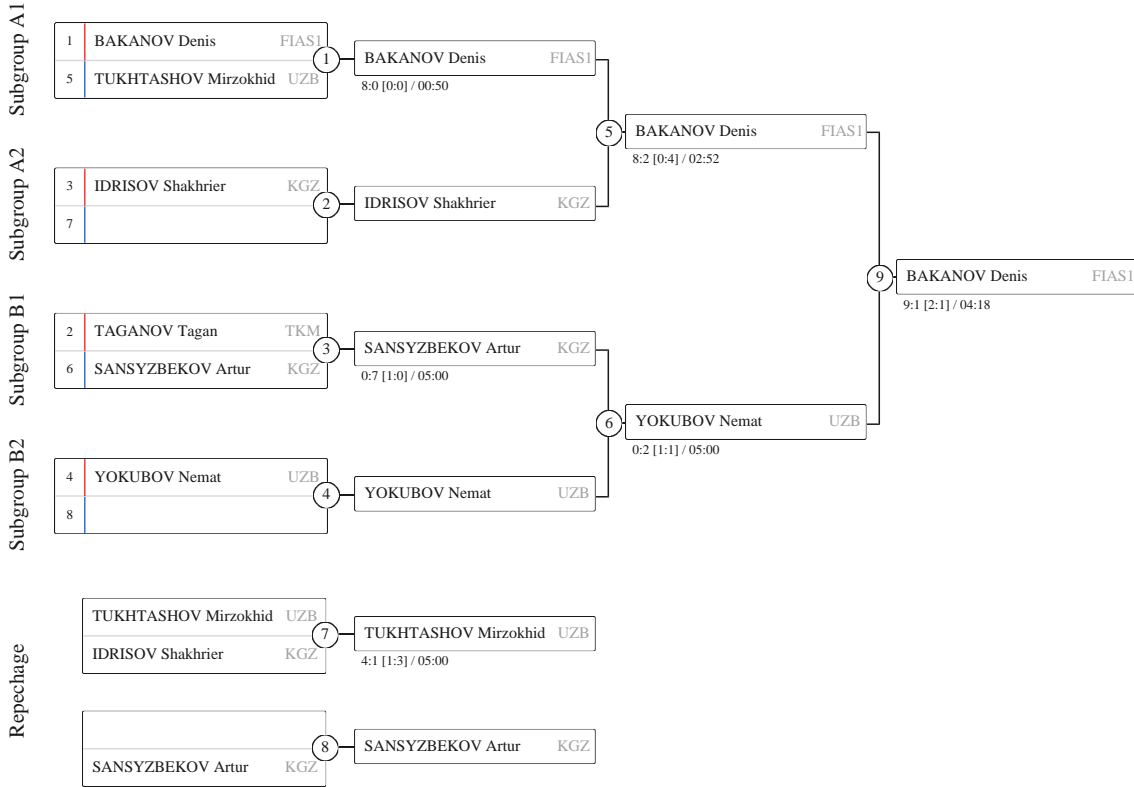 Subgroup A1
1 BAKANOV Denis FIAS1
5 TUKHTASHOV Mirzokhid UZB
1
BAKANOV Denis FIAS1
8:0 [0:0] / 00:50
Subgroup A2
3 IDRISOV Shakhrier KGZ
7
2
IDRISOV Shakhrier KGZ
5
BAKANOV Denis FIAS1
8:2 [0:4] / 02:52
Subgroup B1
2 TAGANOV Tagan TKM
6 SANSYZBEKOV Artur KGZ
3
SANSYZBEKOV Artur KGZ
0:7 [1:0] / 05:00
Subgroup B2
4 YOKUBOV Nemat UZB
8
4
YOKUBOV Nemat UZB
6
YOKUBOV Nemat UZB
0:2 [1:1] / 05:00
9
BAKANOV Denis FIAS1
9:1 [2:1] / 04:18
Repechage
TUKHTASHOV Mirzokhid UZB
IDRISOV Shakhrier KGZ
7
TUKHTASHOV Mirzokhid UZB
4:1 [1:3] / 05:00
SANSYZBEKOV Artur KGZ
8
SANSYZBEKOV Artur KGZ